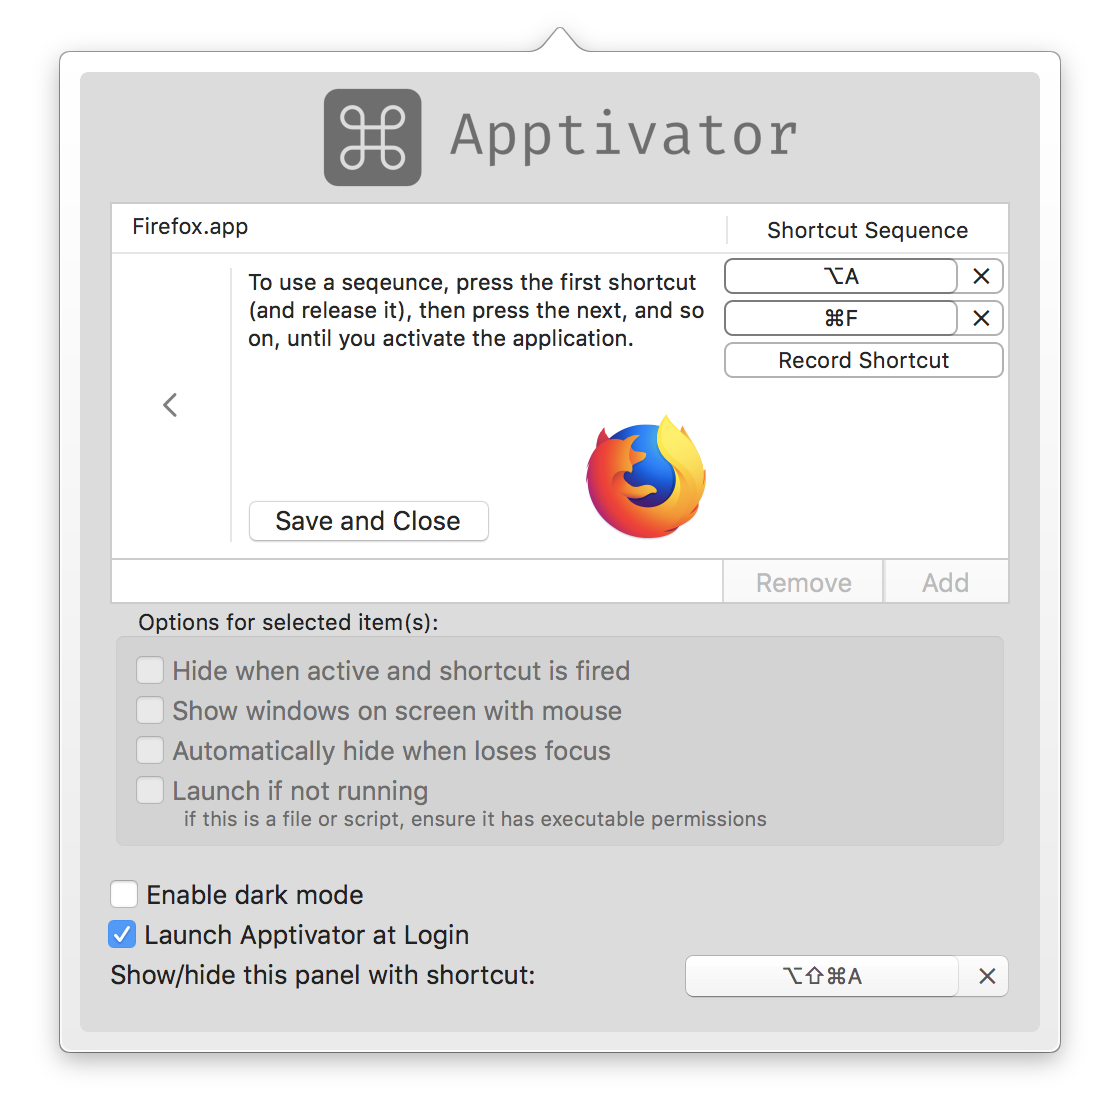 Apptivator
Firefox.app
Shortcut Sequence
To use a seqeunce, press the first shortcut
(and release it), then press the next, and so
on, until you activate the application.
⌥A
⌘F
Record Shortcut
Save and Close
Remove
Add
Options for selected item(s):
Hide when active and shortcut is fired
Show windows on screen with mouse
Automatically hide when loses focus
Launch if not running
if this is a file or script, ensure it has executable permissions
Enable dark mode
Launch Apptivator at Login
Show/hide this panel with shortcut:
⌥⇧⌘A